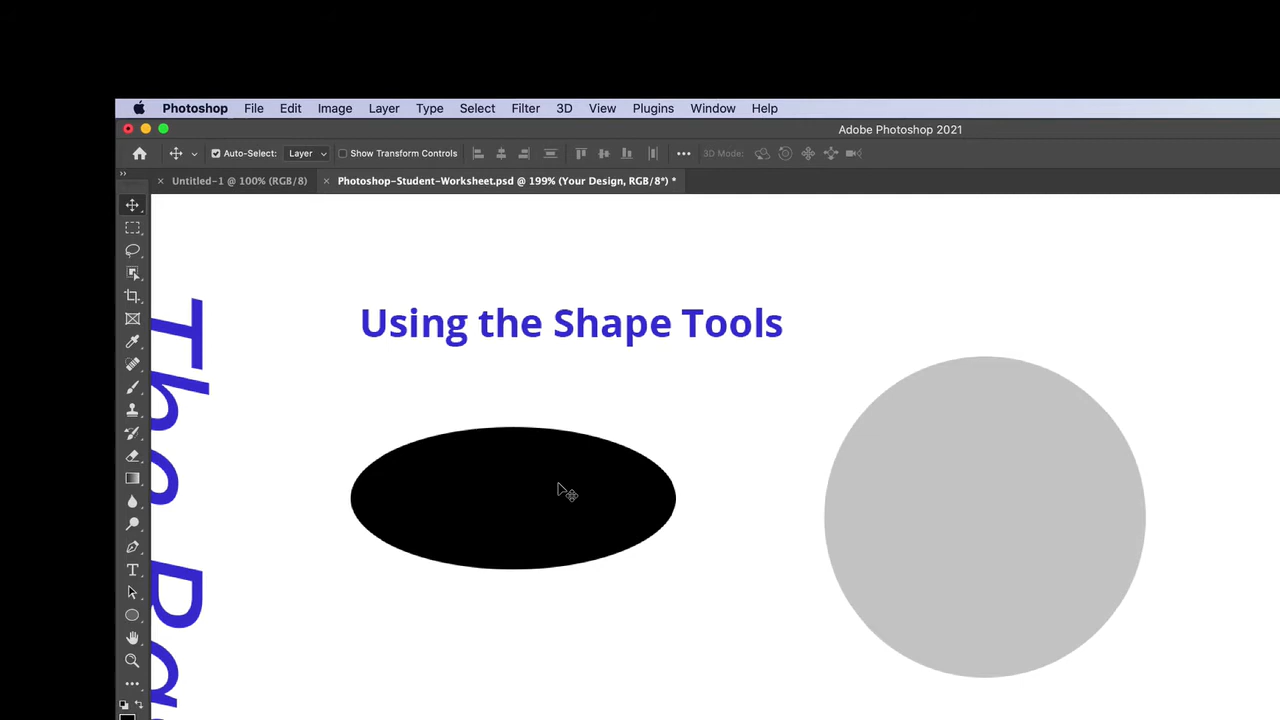 Photoshop File Edit Image Layer Type Select Filter 3D View Plugins Window Help
Adobe Photoshop 2021
Auto-Select: Layer Show Transform Controls 3D Mode:
Untitled-1 @ 100% (RGB/8) Photoshop-Student-Worksheet.psd @ 199% (Your Design, RGB/8*) *
Using the Shape Tools
The Ba